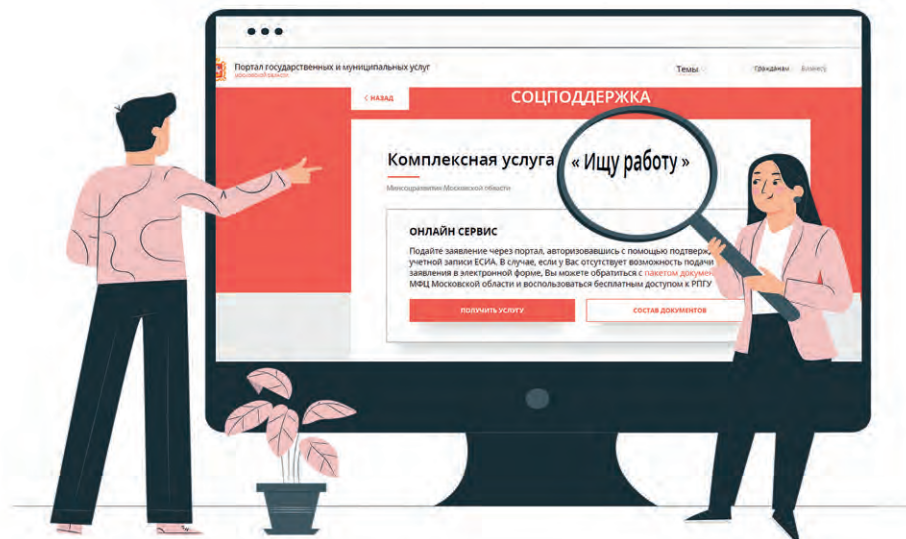 Портал государственных и муниципальных услуг
Темы Гражданам Бизнесу
< НАЗАД
СОЦПОДДЕРЖКА
Комплексная услуга « Ищу работу »
Минсоцразвития Московской области
ОНЛАЙН СЕРВИС
Подайте заявление через портал, авторизовавшись с помощью
учетной записи ЕСИА. В случае, если у Вас отсутствует возможность подачи
заявления в электронной форме, Вы можете обратиться с пакетом
МФЦ Московской области и воспользоваться бесплатным доступом к РПГУ
ПОЛУЧИТЬ УСЛУГУ
СОСТАВ ДОКУМЕНТОВ